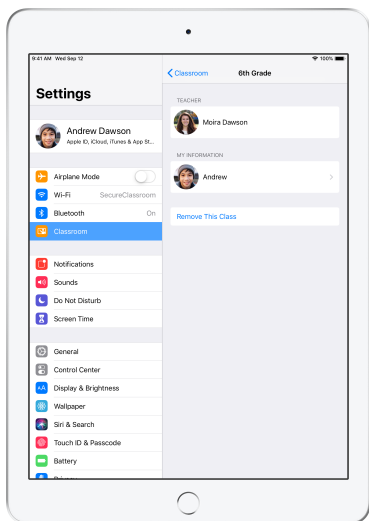 9:41 AM Wed Sep 12
100%
Settings
Andrew Dawson
Apple ID, iCloud, iTunes & App St...
Airplane Mode
Wi-Fi SecureClassroom
Bluetooth On
Classroom
Notifications
Sounds
Do Not Disturb
Screen Time
General
Control Center
AA Display & Brightness
Wallpaper
Siri & Search
Touch ID & Passcode
Battery
Classroom 6th Grade
TEACHER
Moira Dawson
MY INFORMATION
Andrew
Remove This Class